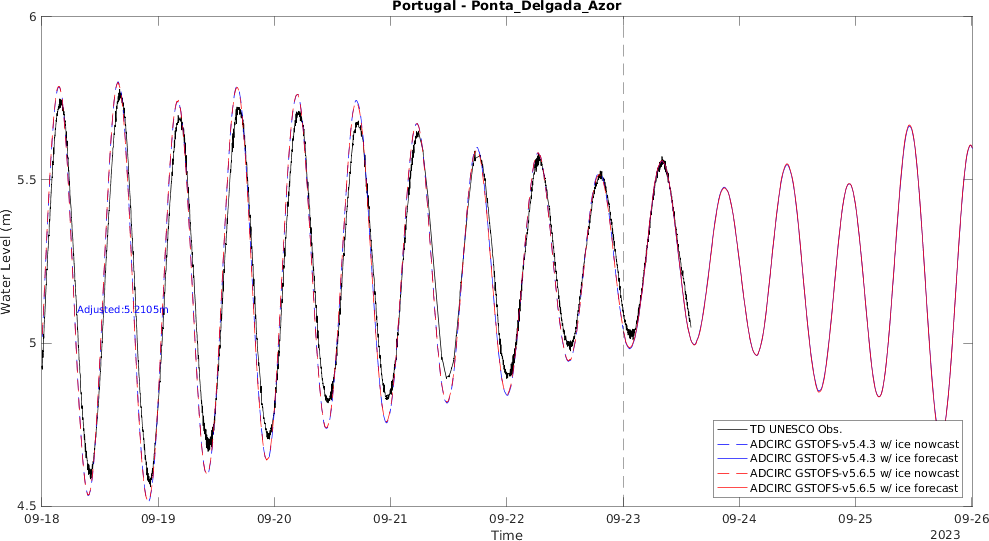 Portugal - Ponta_Delgada_Azor
6
5.5
5
4.5
Water Level (m)
Adjusted:5.2105m
TD UNESCO Obs.
ADCIRC GSTOFS-v5.4.3 w/ ice nowcast
ADCIRC GSTOFS-v5.4.3 w/ ice forecast
ADCIRC GSTOFS-v5.6.5 w/ ice nowcast
ADCIRC GSTOFS-v5.6.5 w/ ice forecast
09-18 09-19 09-20 09-21 09-22 09-23 09-24 09-25 09-26
Time
2023